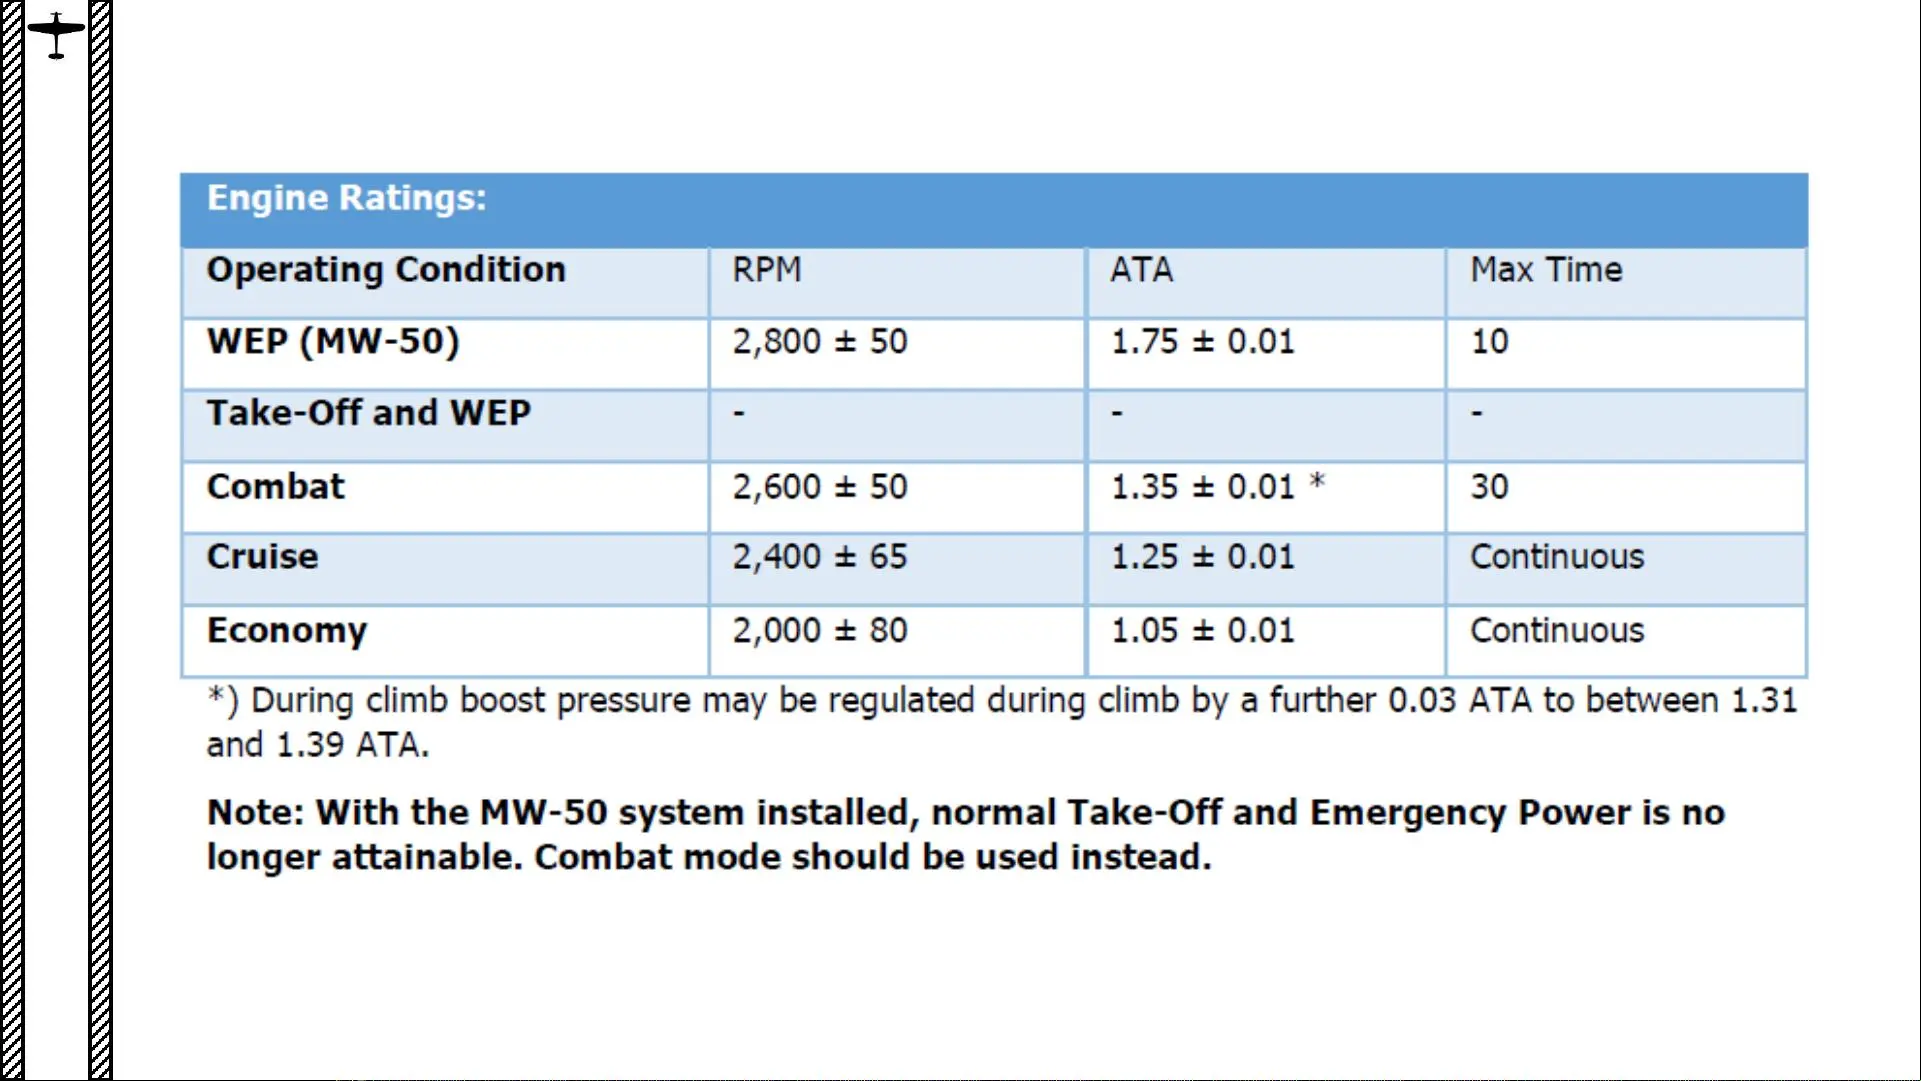 Engine Ratings:
Operating Condition RPM ATA Max Time
WEP (MW-50) 2,800 ± 50 1.75 ± 0.01 10
Take-Off and WEP - - -
Combat 2,600 ± 50 1.35 ± 0.01 * 30
Cruise 2,400 ± 65 1.25 ± 0.01 Continuous
Economy 2,000 ± 80 1.05 ± 0.01 Continuous
*) During climb boost pressure may be regulated during climb by a further 0.03 ATA to between 1.31
and 1.39 ATA.
Note: With the MW-50 system installed, normal Take-Off and Emergency Power is no
longer attainable. Combat mode should be used instead.